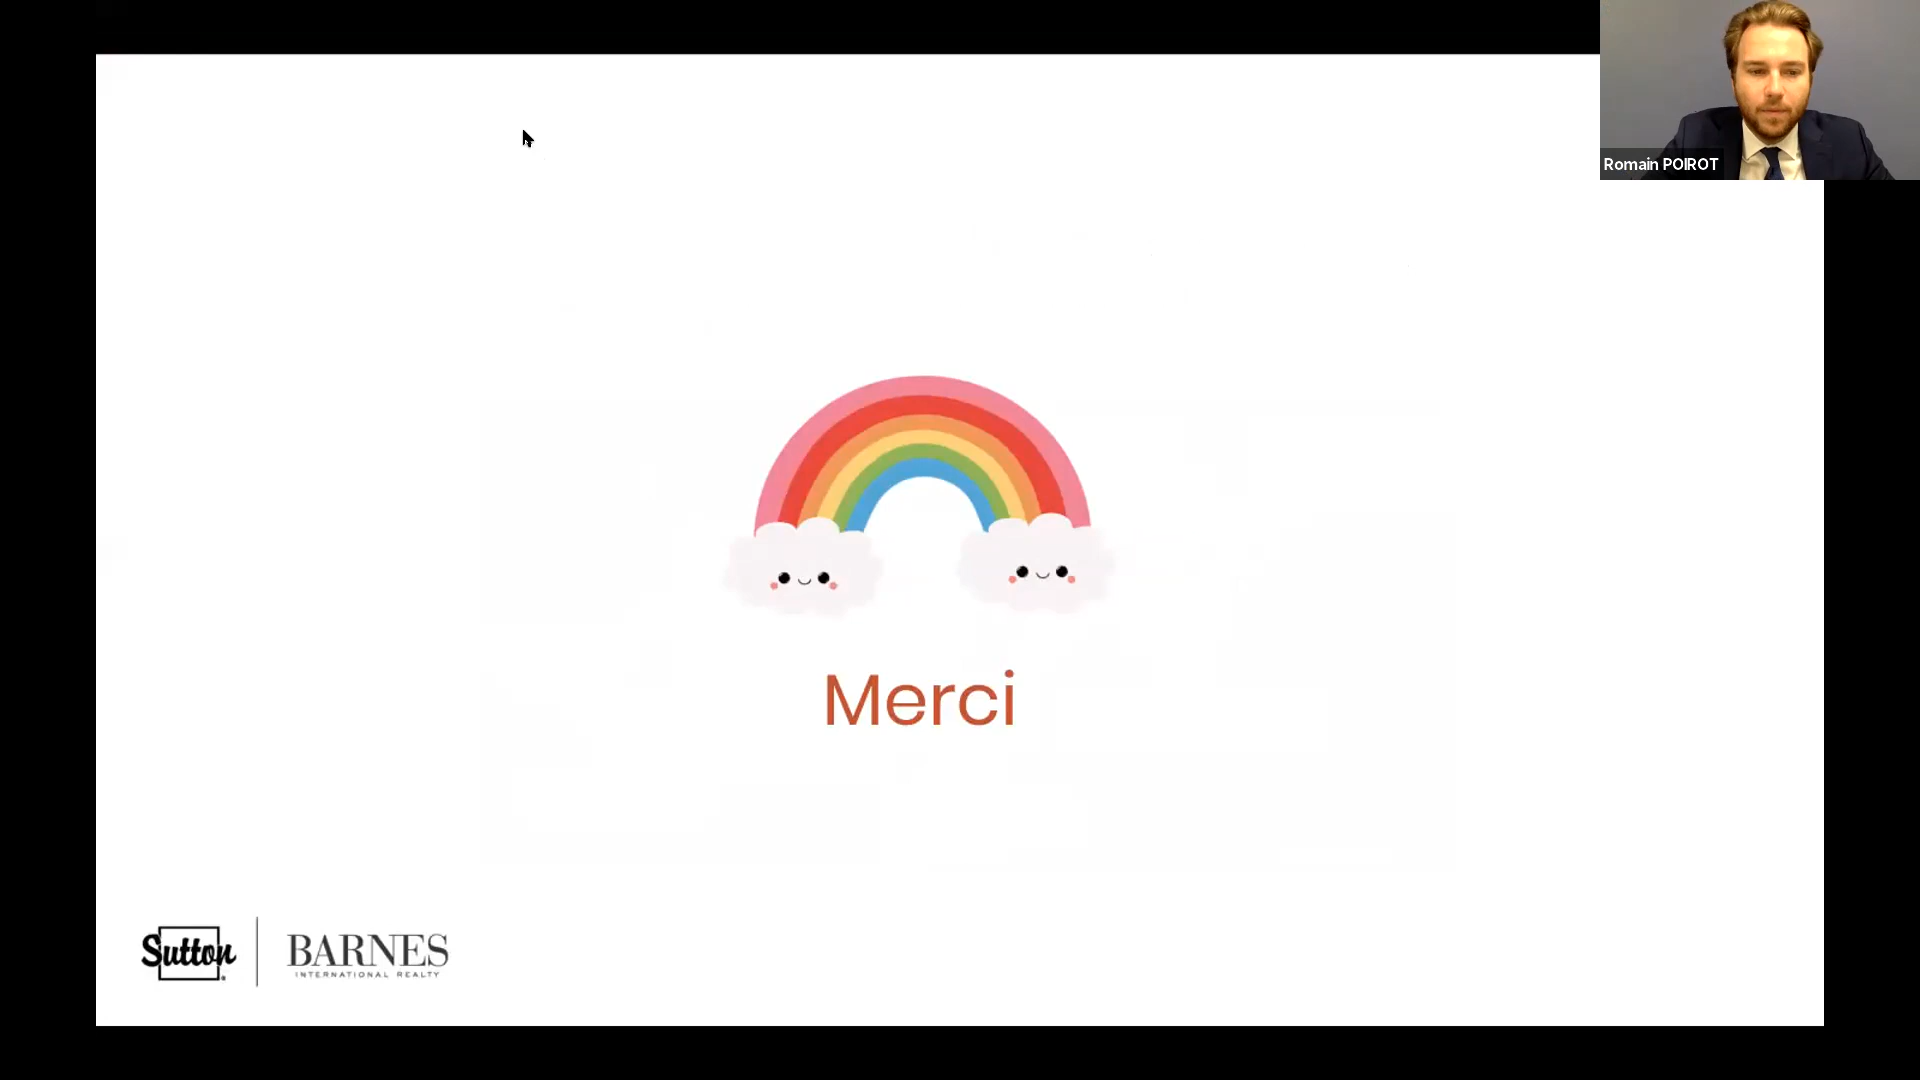 Romain POIROT
Merci
Sutton
BARNES
INTERNATIONAL REALTY